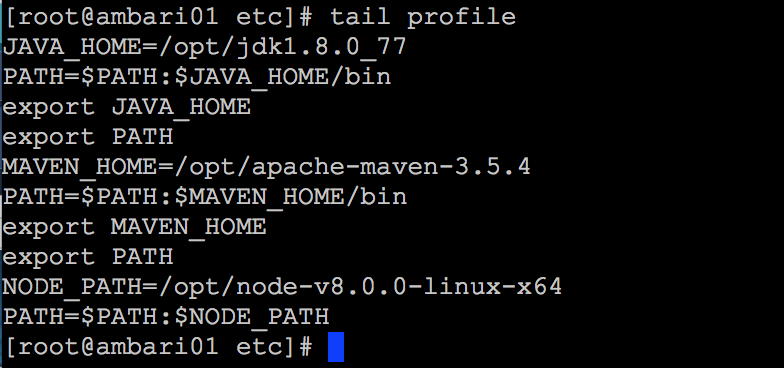 [root@ambari01 etc]# tail profile
JAVA_HOME=/opt/jdk1.8.0_77
PATH=$PATH:$JAVA_HOME/bin
export JAVA_HOME
export PATH
MAVEN_HOME=/opt/apache-maven-3.5.4
PATH=$PATH:$MAVEN_HOME/bin
export MAVEN_HOME
export PATH
NODE_PATH=/opt/node-v8.0.0-linux-x64
PATH=$PATH:$NODE_PATH
[root@ambari01 etc]#